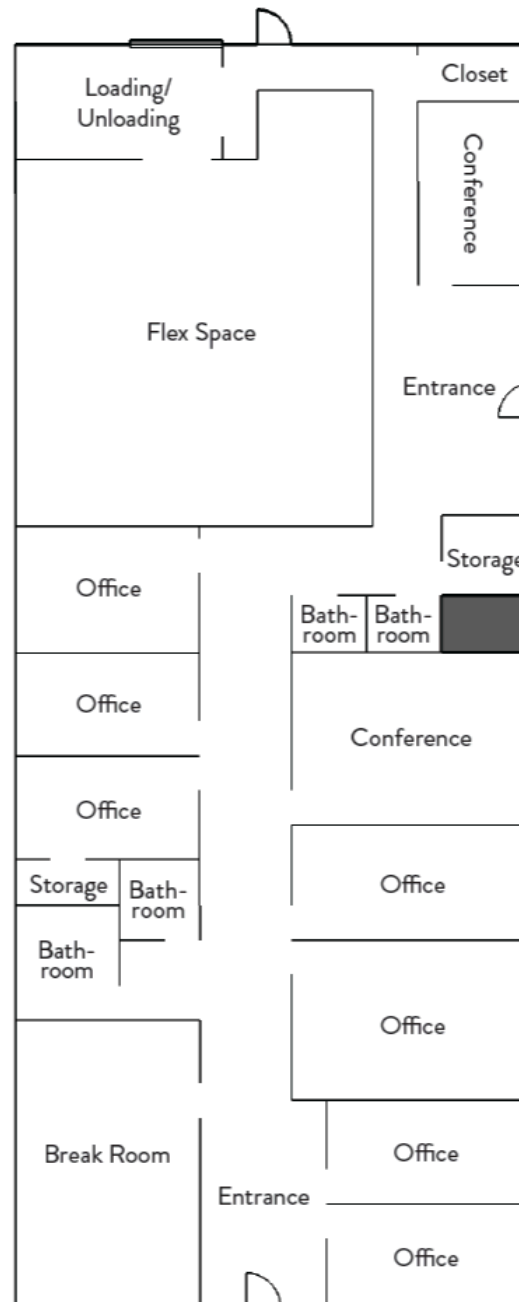 Loading/
Unloading
Closet
Conference
Flex Space
Entrance
Storage
Office
Bath-
room
Bath-
room
Office
Conference
Office
Storage
Bath-
room
Office
Bath-
room
Office
Break Room
Office
Entrance
Office